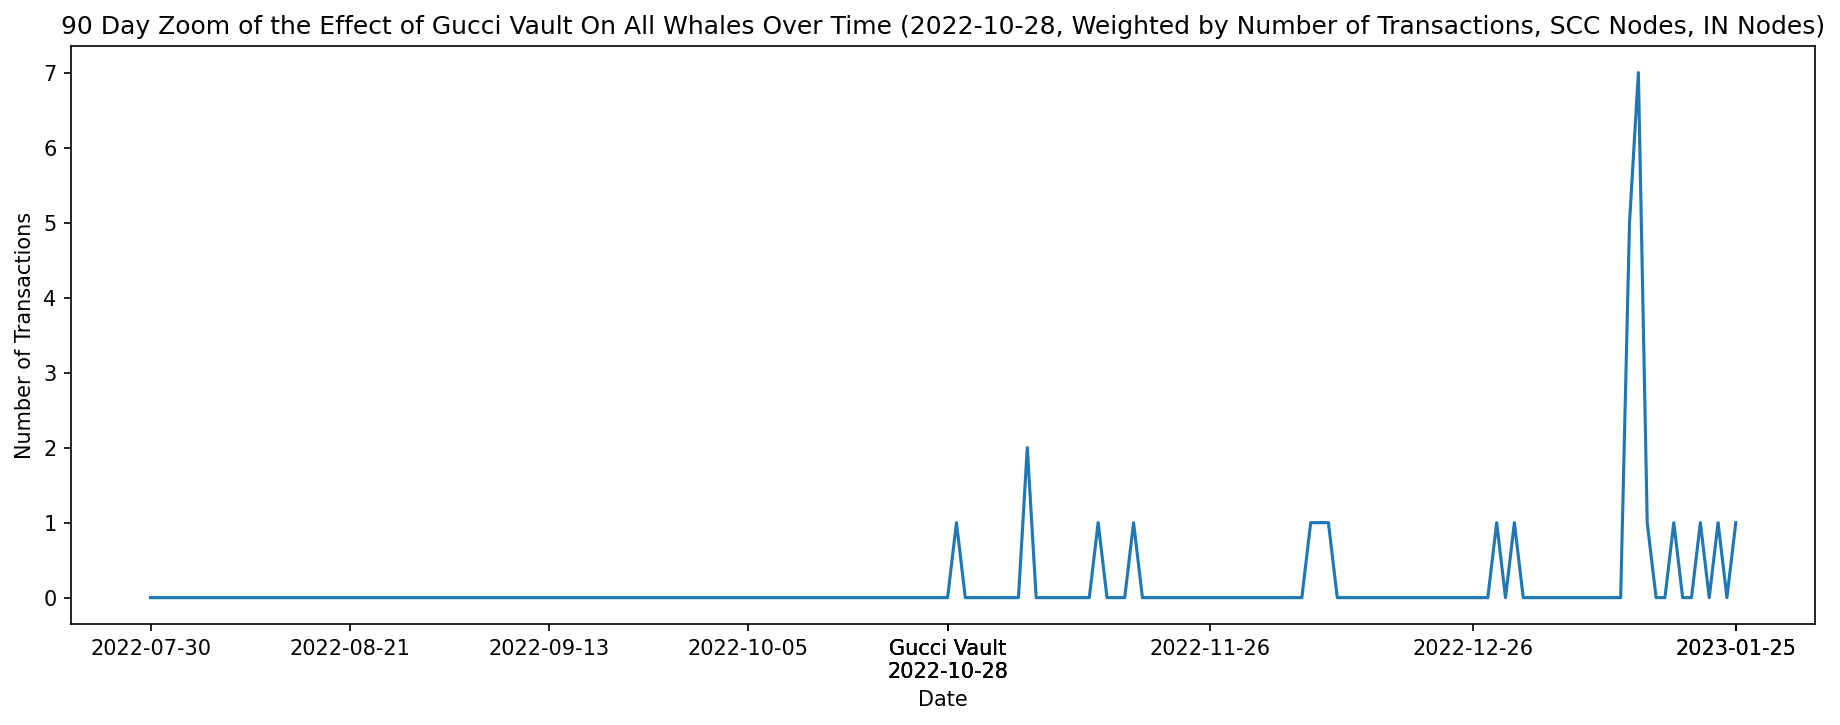 90 Day Zoom of the Effect of Gucci Vault On All Whales Over Time (2022-10-28, Weighted by Number of Transactions, SCC Nodes, IN Nodes)
Number of Transactions
7
6
5
4
3
2
1
0
2022-07-30 2022-08-21 2022-09-13 2022-10-05 Gucci Vault 2022-11-26 2022-12-26 2023-01-25
2022-10-28
Date